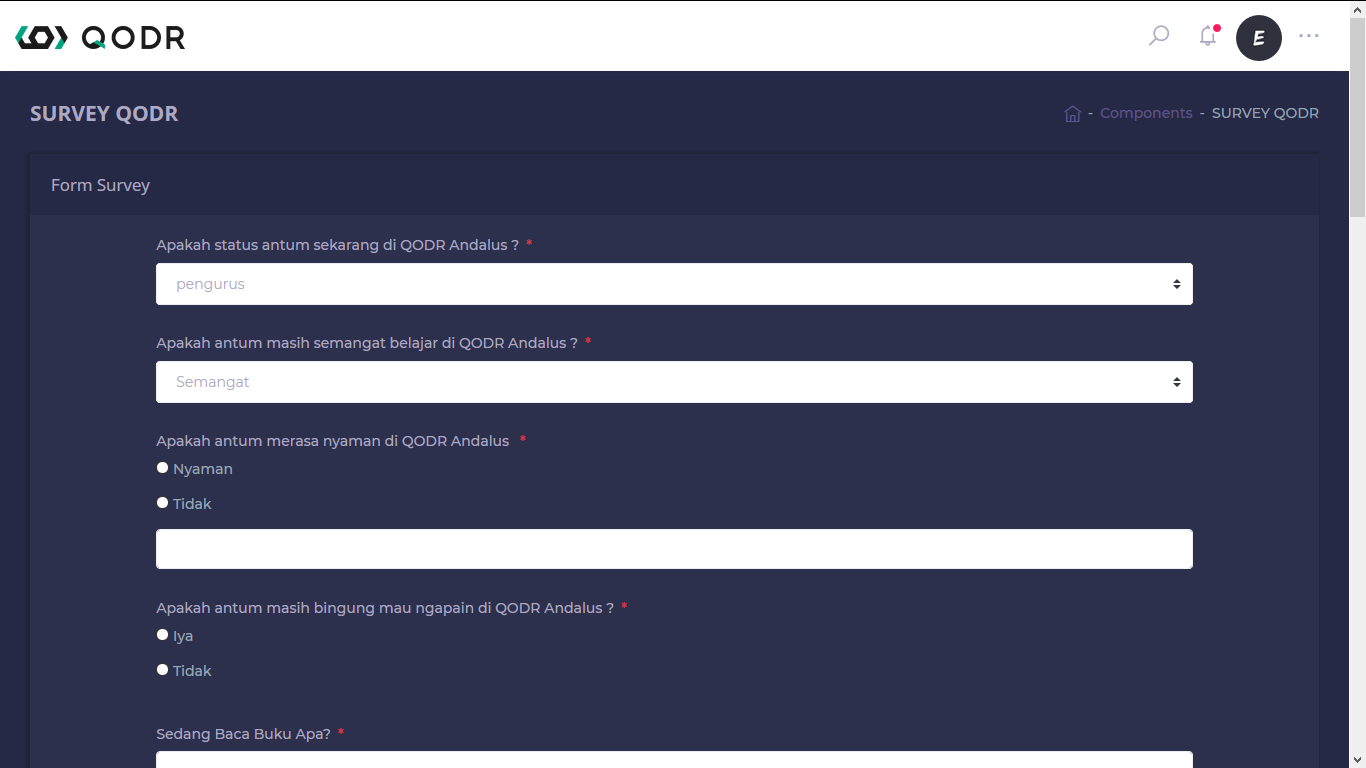 QODR
E
SURVEY QODR
- Components - SURVEY QODR
Form Survey
Apakah status antum sekarang di QODR Andalus ? *
pengurus
Apakah antum masih semangat belajar di QODR Andalus ? *
Semangat
Apakah antum merasa nyaman di QODR Andalus *
Nyaman
Tidak
Apakah antum masih bingung mau ngapain di QODR Andalus ? *
Iya
Tidak
Sedang Baca Buku Apa? *